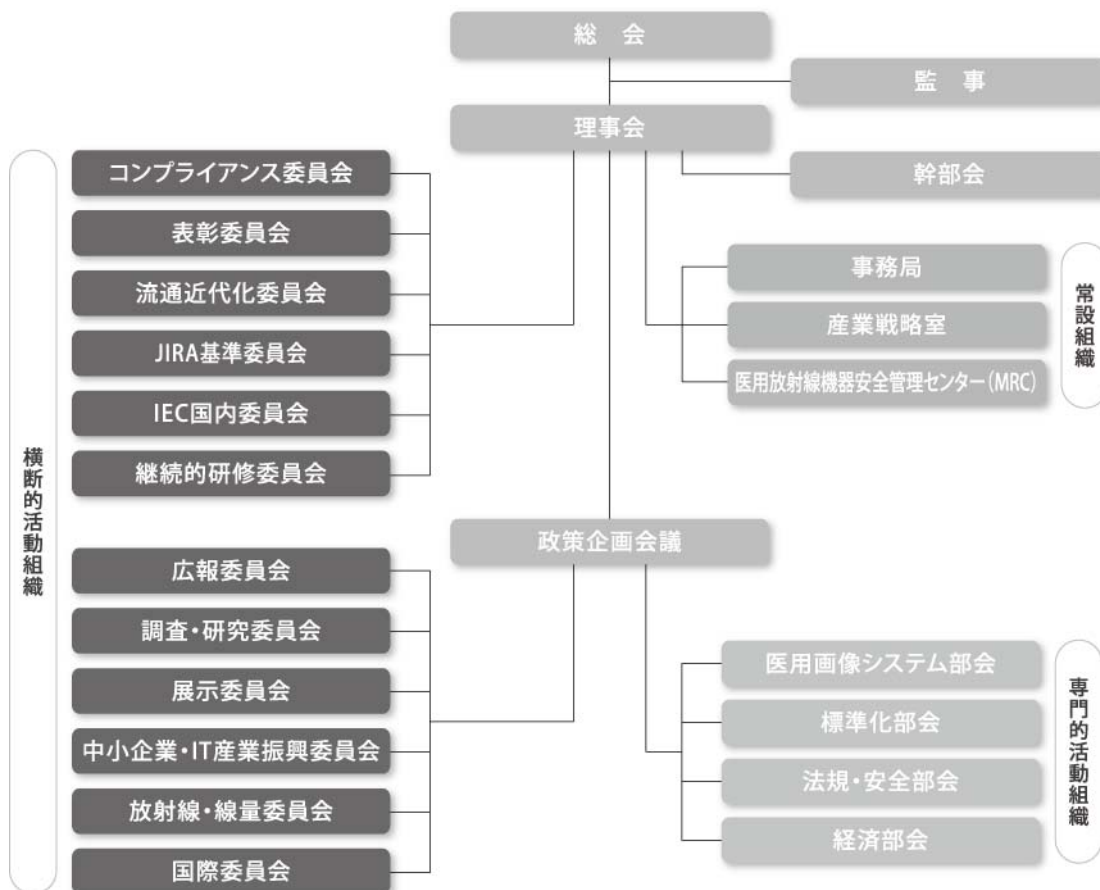 総　会
監　事
理事会
幹部会
横断的活動組織
コンプライアンス委員会
表彰委員会
流通近代化委員会
JIRA基準委員会
IEC国内委員会
継続的研修委員会
事務局
産業戦略室
医用放射線機器安全管理センター（MRC）
常設組織
政策企画会議
広報委員会
調査・研究委員会
展示委員会
中小企業・IT産業振興委員会
放射線・線量委員会
国際委員会
医用画像システム部会
標準化部会
法規・安全部会
経済部会
専門的活動組織